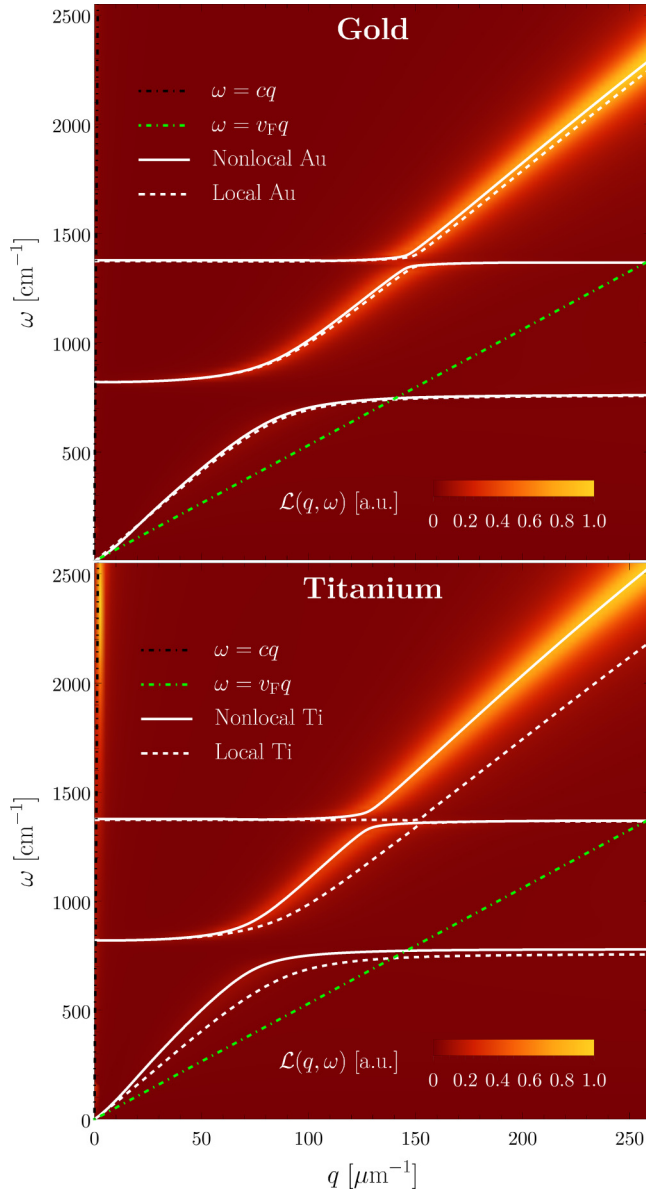 Gold
2500
2000
1500
1000
500
ω [cm⁻¹]
ω = cq
ω = v_F q
Nonlocal Au
Local Au
ℒ(q, ω) [a.u.]
0 0.2 0.4 0.6 0.8 1.0
Titanium
2500
2000
1500
1000
500
0
ω [cm⁻¹]
ω = cq
ω = v_F q
Nonlocal Ti
Local Ti
ℒ(q, ω) [a.u.]
0 0.2 0.4 0.6 0.8 1.0
0 50 100 150 200 250
q [μm⁻¹]